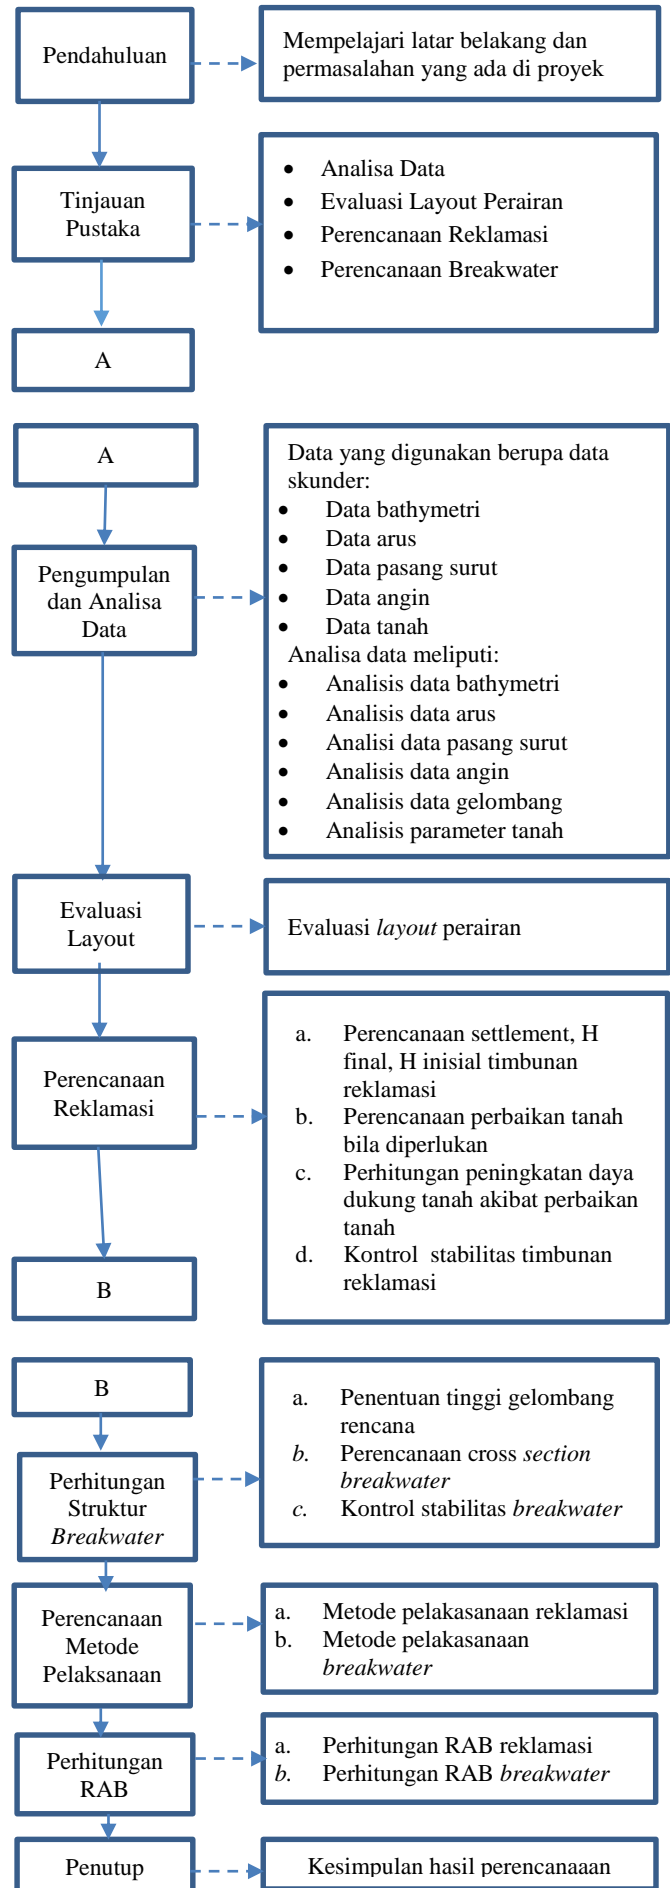 Pendahuluan
Mempelajari latar belakang dan
permasalahan yang ada di proyek
Tinjauan
Pustaka
• Analisa Data
• Evaluasi Layout Perairan
• Perencanaan Reklamasi
• Perencanaan Breakwater
A
A
Data yang digunakan berupa data
skunder:
• Data bathymetri
• Data arus
• Data pasang surut
• Data angin
• Data tanah
Analisa data meliputi:
• Analisis data bathymetri
• Analisis data arus
• Analisi data pasang surut
• Analisis data angin
• Analisis data gelombang
• Analisis parameter tanah
Pengumpulan
dan Analisa
Data
Evaluasi
Layout
Evaluasi layout perairan
Perencanaan
Reklamasi
a. Perencanaan settlement, H
final, H inisial timbunan
reklamasi
b. Perencanaan perbaikan tanah
bila diperlukan
c. Perhitungan peningkatan daya
dukung tanah akibat perbaikan
tanah
d. Kontrol stabilitas timbunan
reklamasi
B
B
a. Penentuan tinggi gelombang
rencana
b. Perencanaan cross section
breakwater
c. Kontrol stabilitas breakwater
Perhitungan
Struktur
Breakwater
Perencanaan
Metode
Pelaksanaan
a. Metode pelakasanaan reklamasi
b. Metode pelakasanaan
breakwater
Perhitungan
RAB
a. Perhitungan RAB reklamasi
b. Perhitungan RAB breakwater
Penutup
Kesimpulan hasil perencanaaan